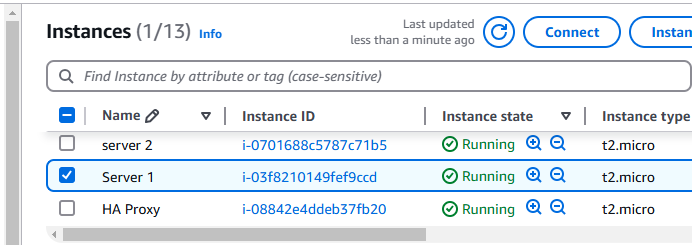 Instances (1/13) Info
Last updated
less than a minute ago
Connect
Instan
Find Instance by attribute or tag (case-sensitive)
Name Instance ID Instance state Instance type
server 2 i-0701688c5787c71b5 Running t2.micro
Server 1 i-03f8210149fef9ccd Running t2.micro
HA Proxy i-08842e4ddeb37fb20 Running t2.micro